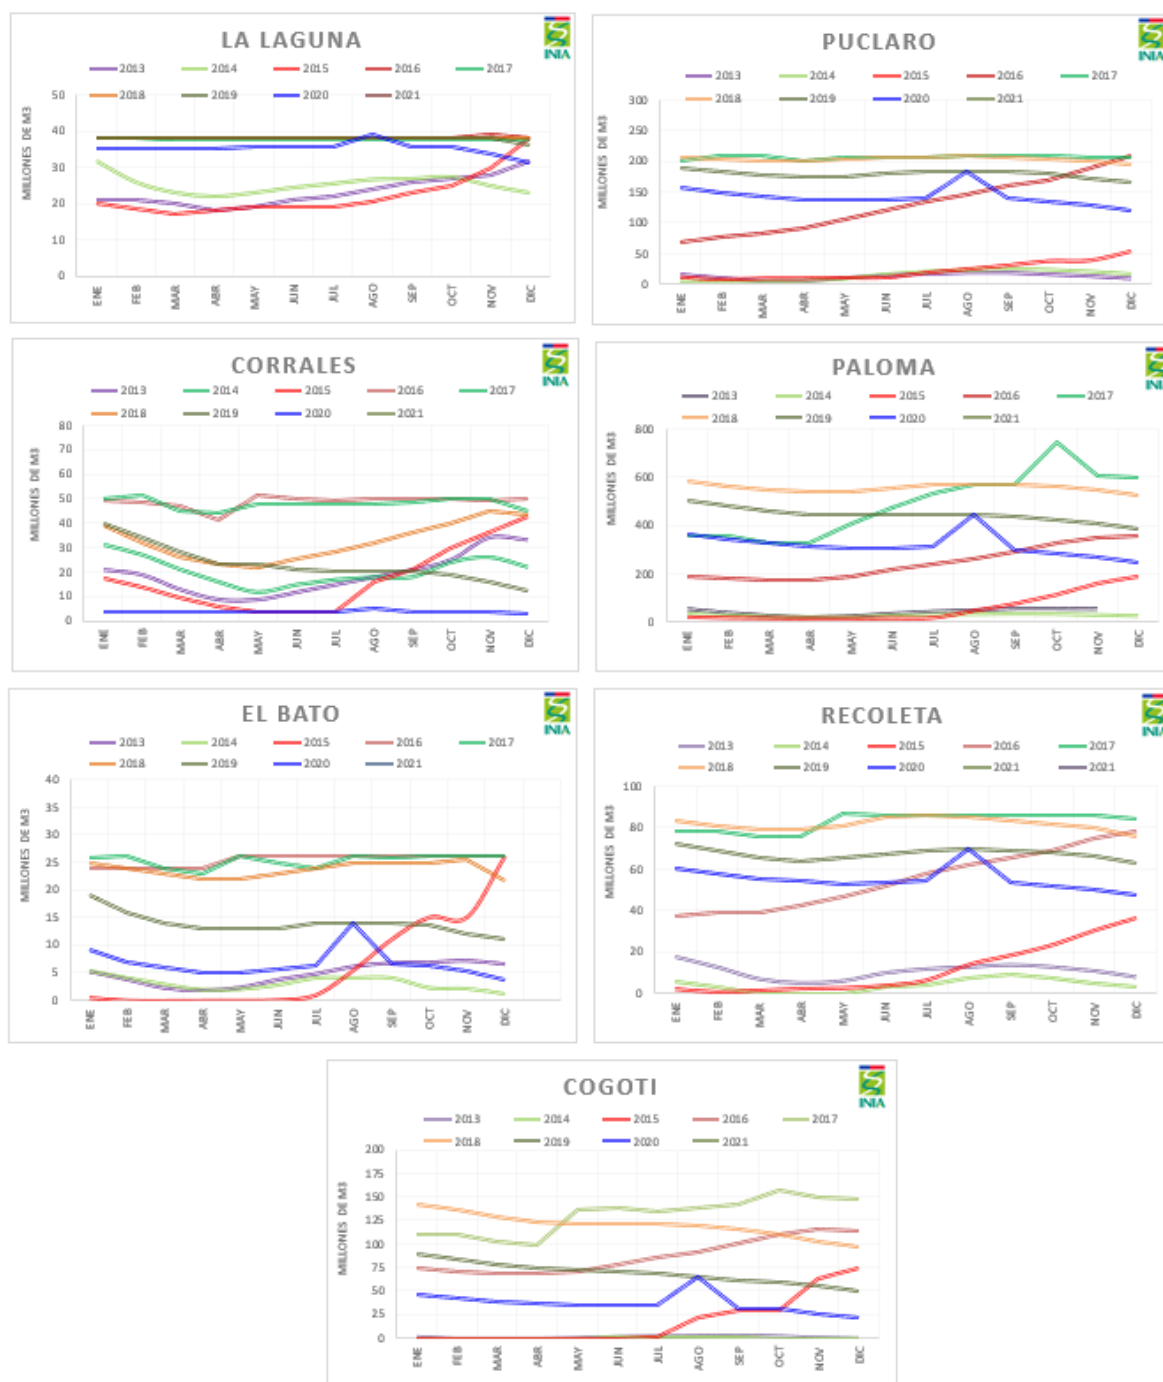 LA LAGUNA
INIA
2013 2014 2015 2016 2017
2018 2019 2020 2021
MILLONES DE M3
50
40
30
20
10
0
ENE FEB MAR ABR MAY JUN JUL AGO SEP OCT NOV DIC
PUCLARO
INIA
2013 2014 2015 2016 2017
2018 2019 2020 2021
MILLONES DE M3
300
250
200
150
100
50
0
ENE FEB MAR ABR MAY JUN JUL AGO SEP OCT NOV DIC
CORRALES
INIA
2013 2014 2015 2016 2017
2018 2019 2020 2021
MILLONES DE M3
80
70
60
50
40
30
20
10
0
ENE FEB MAR ABR MAY JUN JUL AGO SEP OCT NOV DIC
PALOMA
INIA
2013 2014 2015 2016 2017
2018 2019 2020 2021
MILLONES DE M3
800
600
400
200
0
ENE FEB MAR ABR MAY JUN JUL AGO SEP OCT NOV DIC
EL BATO
INIA
2013 2014 2015 2016 2017
2018 2019 2020 2021
MILLONES DE M3
40
35
30
25
20
15
10
5
0
ENE FEB MAR ABR MAY JUN JUL AGO SEP OCT NOV DIC
RECOLETA
INIA
2013 2014 2015 2016 2017
2018 2019 2020 2021 2021
MILLONES DE M3
100
80
60
40
20
0
ENE FEB MAR ABR MAY JUN JUL AGO SEP OCT NOV DIC
COGOTI
INIA
2013 2014 2015 2016 2017
2018 2019 2020 2021
MILLONES DE M3
200
175
150
125
100
75
50
25
0
ENE FEB MAR ABR MAY JUN JUL AGO SEP OCT NOV DIC